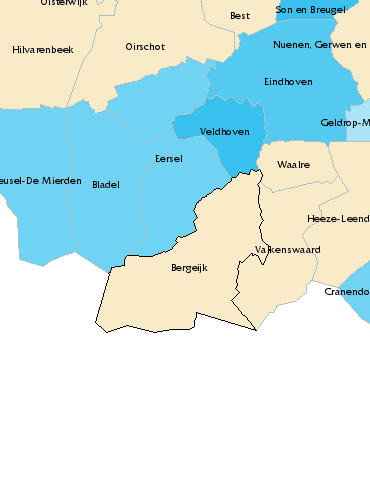 Oisterwijk
Best
Son en Breugel
Hilvarenbeek
Oirschot
Nuenen, Gerwen en
Eindhoven
Geldrop-M
Veldhoven
Eersel
Waalre
eusel-De Mierden
Bladel
Heeze-Leend
Valkenswaard
Bergeijk
Cranendo